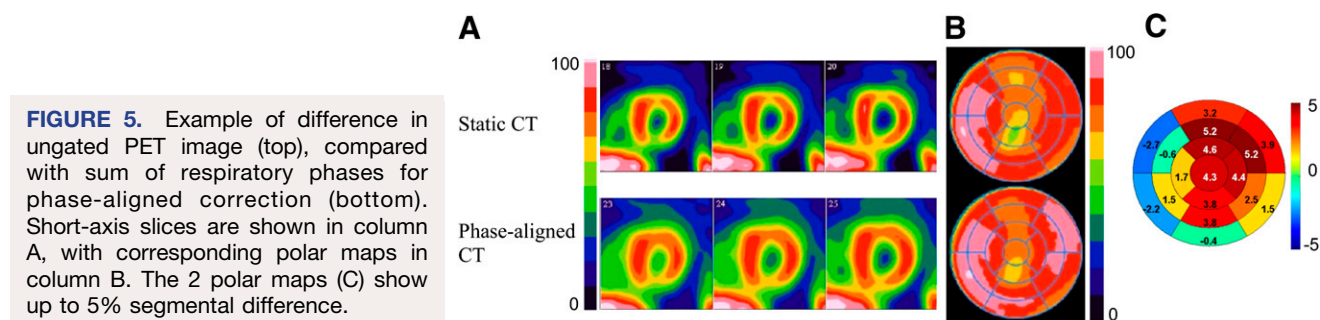 FIGURE 5. Example of difference in
ungated PET image (top), compared
with sum of respiratory phases for
phase-aligned correction (bottom).
Short-axis slices are shown in column
A, with corresponding polar maps in
column B. The 2 polar maps (C) show
up to 5% segmental difference.
A
100
0
Static CT
18
19
20
Phase-aligned
CT
23
24
25
B
100
0
C
3.2
5.2
4.6
-2.7
-0.6
3.9
5.2
1.7
4.3
4.4
1.5
-2.2
3.8
2.5
1.5
3.8
-0.4
5
0
-5